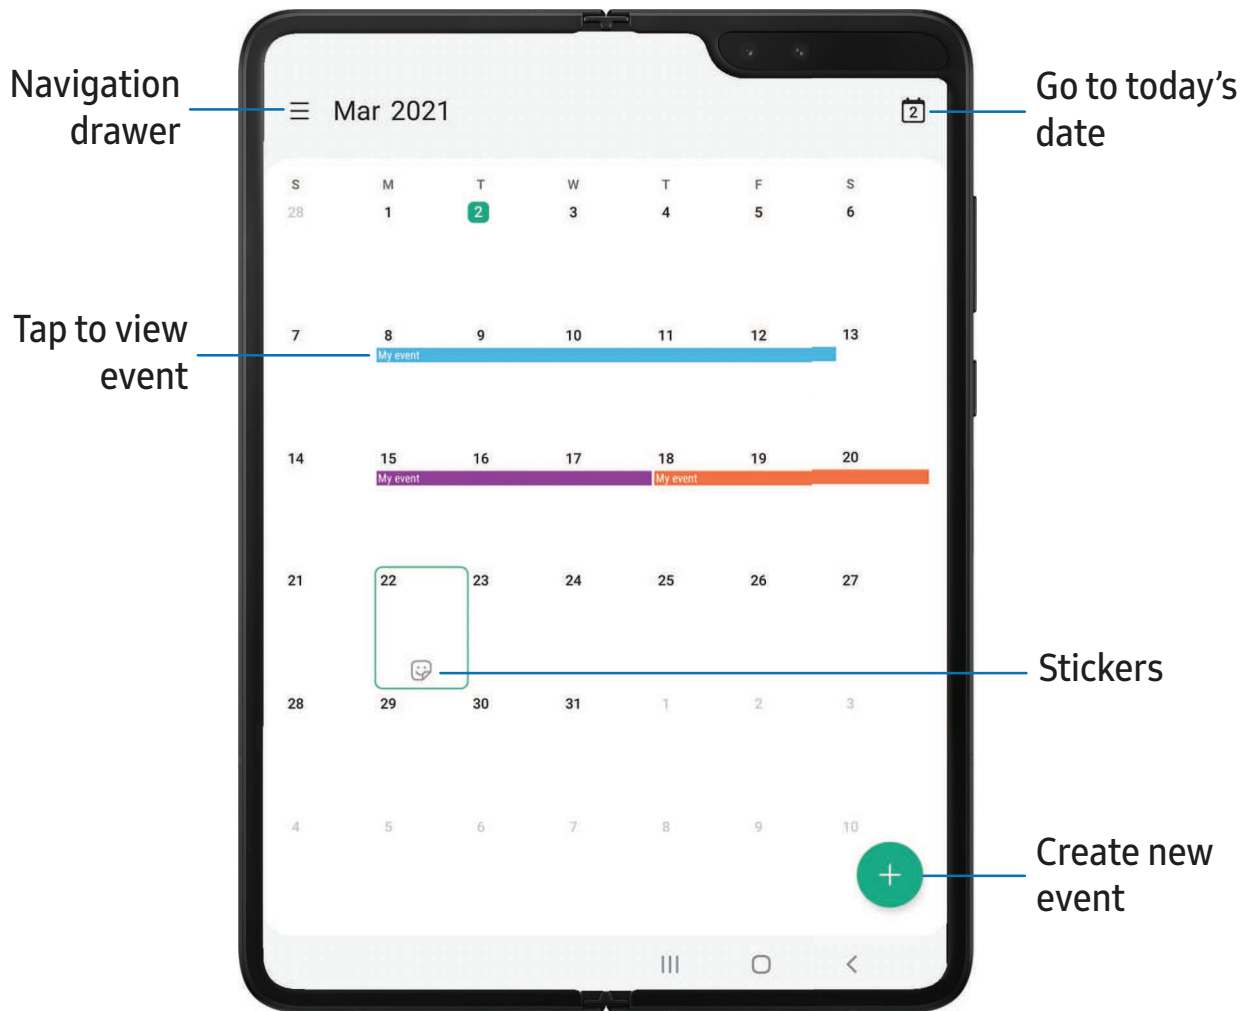 Navigation
drawer
Mar 2021
2
Go to today's
date
S M T W T F S
28 1 2 3 4 5 6
Tap to view
event
7 8 9 10 11 12 13
My event
14 15 16 17 18 19 20
My event My event
21 22 23 24 25 26 27
Stickers
28 29 30 31 1 2 3
4 5 6 7 8 9 10
Create new
event